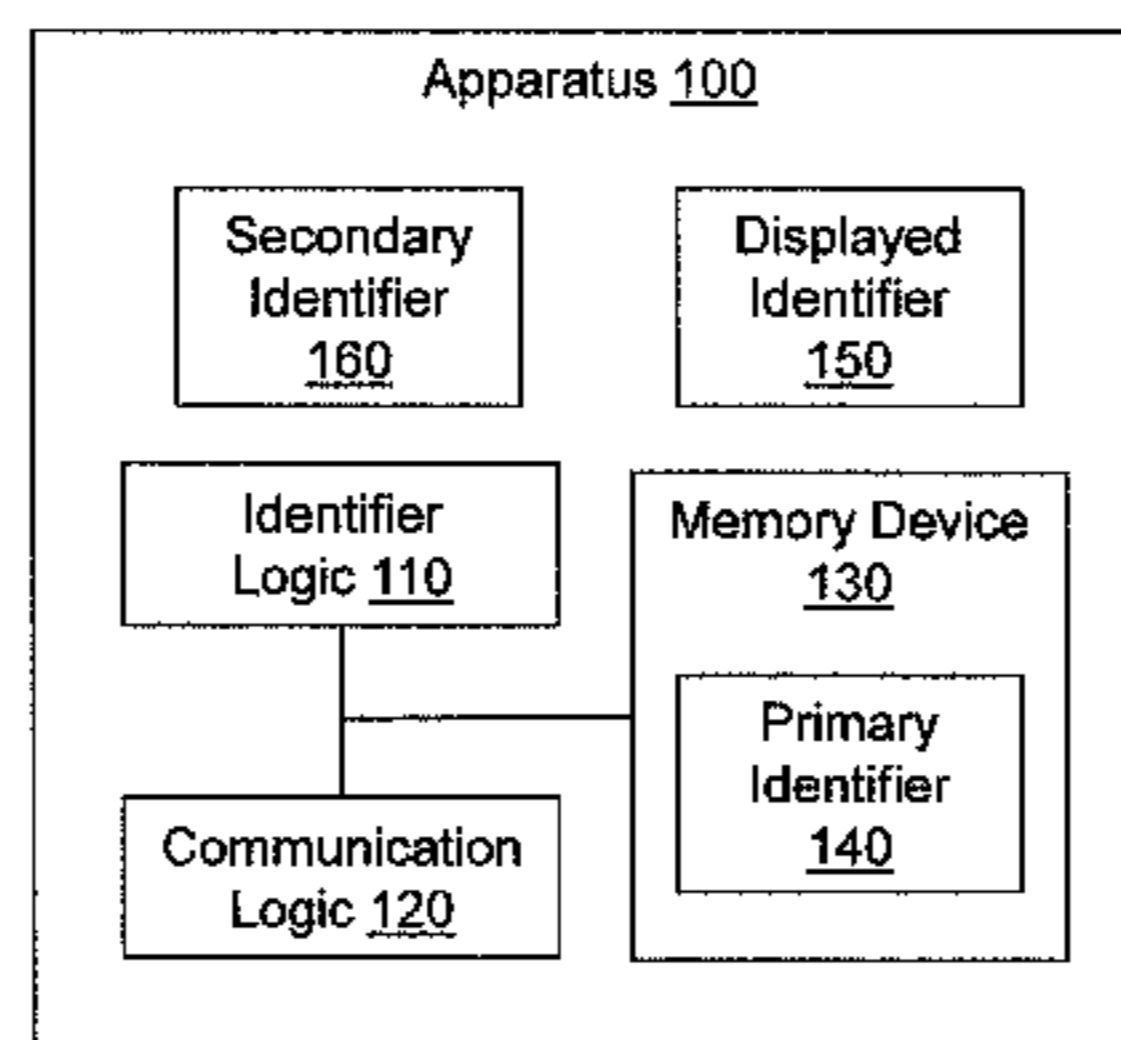 Apparatus 100
Secondary
Identifier
160
Displayed
Identifier
150
Identifier
Logic 110
Memory Device
130
Primary
Identifier
140
Communication
Logic 120